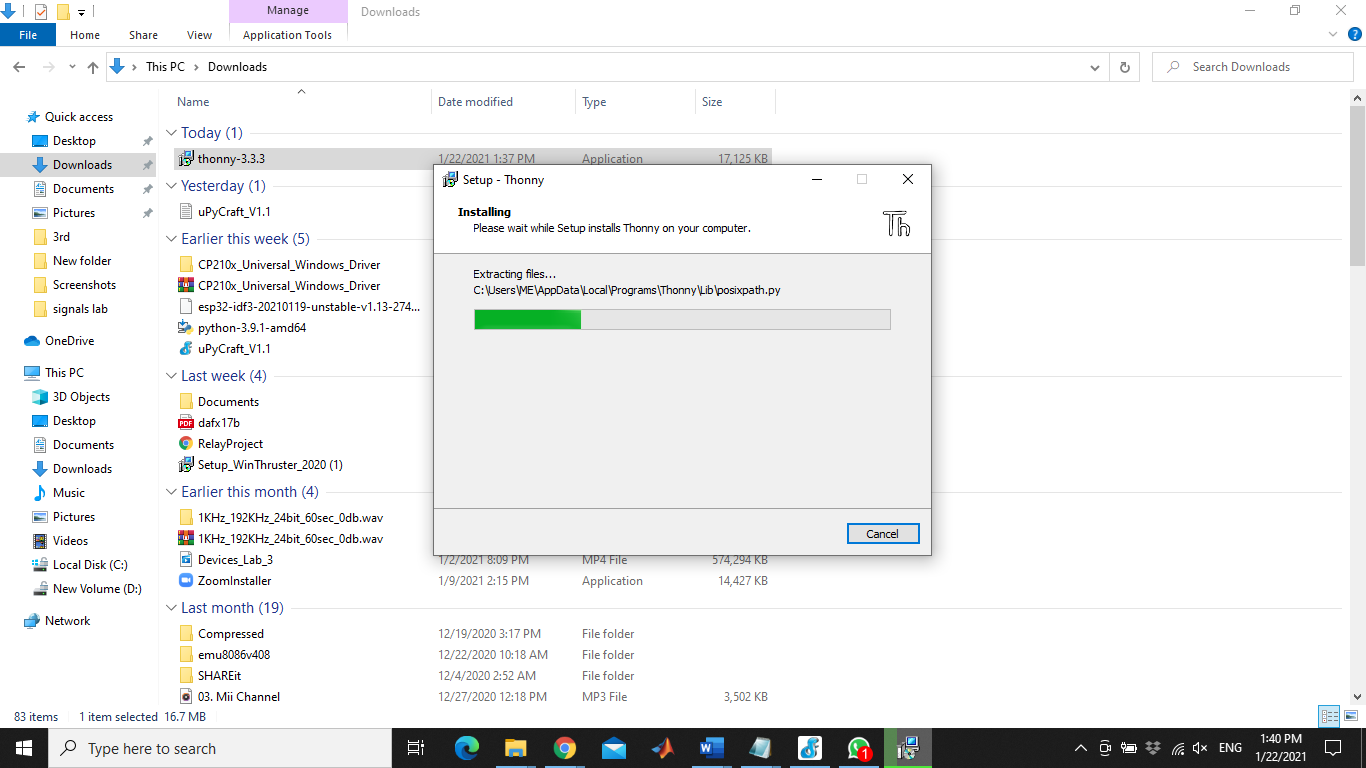 Manage
Downloads
File
Home
Share
View
Application Tools
This PC
Downloads
Search Downloads
Name
Date modified
Type
Size
Quick access
Desktop
Downloads
Documents
Pictures
3rd
New folder
Screenshots
signals lab
OneDrive
This PC
3D Objects
Desktop
Documents
Downloads
Music
Pictures
Videos
Local Disk (C:)
New Volume (D:)
Network
Today (1)
thonny-3.3.3 1/22/2021 1:37 PM Application 17,125 KB
Yesterday (1)
uPyCraft_V1.1
Earlier this week (5)
CP210x_Universal_Windows_Driver
CP210x_Universal_Windows_Driver
esp32-idf3-20210119-unstable-v1.13-274...
python-3.9.1-amd64
uPyCraft_V1.1
Last week (4)
Documents
dafx17b
RelayProject
Setup_WinThruster_2020 (1)
Earlier this month (4)
1KHz_192KHz_24bit_60sec_0db.wav
1KHz_192KHz_24bit_60sec_0db.wav
Devices_Lab_3 1/2/2021 8:09 PM MP4 File 574,294 KB
ZoomInstaller 1/9/2021 2:15 PM Application 14,427 KB
Last month (19)
Compressed 12/19/2020 3:17 PM File folder
emu8086v408 12/22/2020 10:18 AM File folder
SHAREit 12/4/2020 2:52 AM File folder
03. Mii Channel 12/27/2020 12:18 PM MP3 File 3,502 KB
Setup - Thonny
Installing
Please wait while Setup installs Thonny on your computer.
Th
Extracting files...
C:\Users\ME\AppData\Local\Programs\Thonny\Lib\posixpath.py
Cancel
83 items 1 item selected 16.7 MB
Type here to search
1
ENG
1:40 PM
1/22/2021